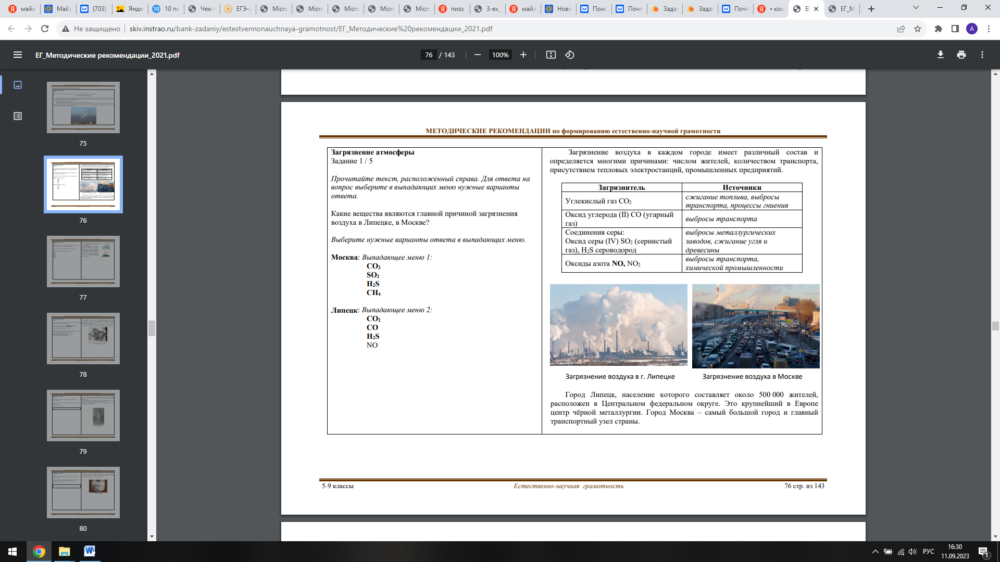 майл
Mail.r
(703)
Янде
10 no
Чек-л
ЕГЭ-2
Micro
Micro
Micro
Micro
Micro
пиза
3-ex_
майл
Ново
Поис
Почт
Зада
Зада
Почт
• ком
ЕГ
ЕГ_М
Не защищено
skiv.instrao.ru/bank-zadaniy/estestvennonauchnaya-gramotnost/ЕГ_Методические%20рекомендации_2021.pdf
А
ЕГ_Методические рекомендации_2021.pdf
76 / 143
100%
75
76
77
78
79
80
МЕТОДИЧЕСКИЕ РЕКОМЕНДАЦИИ по формированию естественно-научной грамотности
Загрязнение атмосферы
Задание 1 / 5
Прочитайте текст, расположенный справа. Для ответа на
вопрос выберите в выпадающих меню нужные варианты
ответа.
Какие вещества являются главной причиной загрязнения
воздуха в Липецке, в Москве?
Выберите нужные варианты ответа в выпадающих меню.
Москва: Выпадающее меню 1:
CO₂
SO₂
H₂S
CH₄
Липецк: Выпадающее меню 2:
CO₂
CO
H₂S
NO
Загрязнение воздуха в каждом городе имеет различный состав и
определяется многими причинами: числом жителей, количеством транспорта,
присутствием тепловых электростанций, промышленных предприятий.
Загрязнитель
Источники
Углекислый газ CO₂
сжигание топлива, выбросы
транспорта, процессы гниения
Оксид углерода (II) CO (угарный
газ)
выбросы транспорта
Соединения серы:
Оксид серы (IV) SO₂ (сернистый
газ), H₂S сероводород
выбросы металлургических
заводов, сжигание угля и
древесины
Оксиды азота NO, NO₂
выбросы транспорта,
химической промышленности
Загрязнение воздуха в г. Липецке
Загрязнение воздуха в Москве
Город Липецк, население которого составляет около 500 000 жителей,
расположен в Центральном федеральном округе. Это крупнейший в Европе
центр чёрной металлургии. Город Москва – самый большой город и главный
транспортный узел страны.
5-9 классы
Естественно-научная грамотность
76 стр. из 143
РУС
16:30
11.09.2023
1